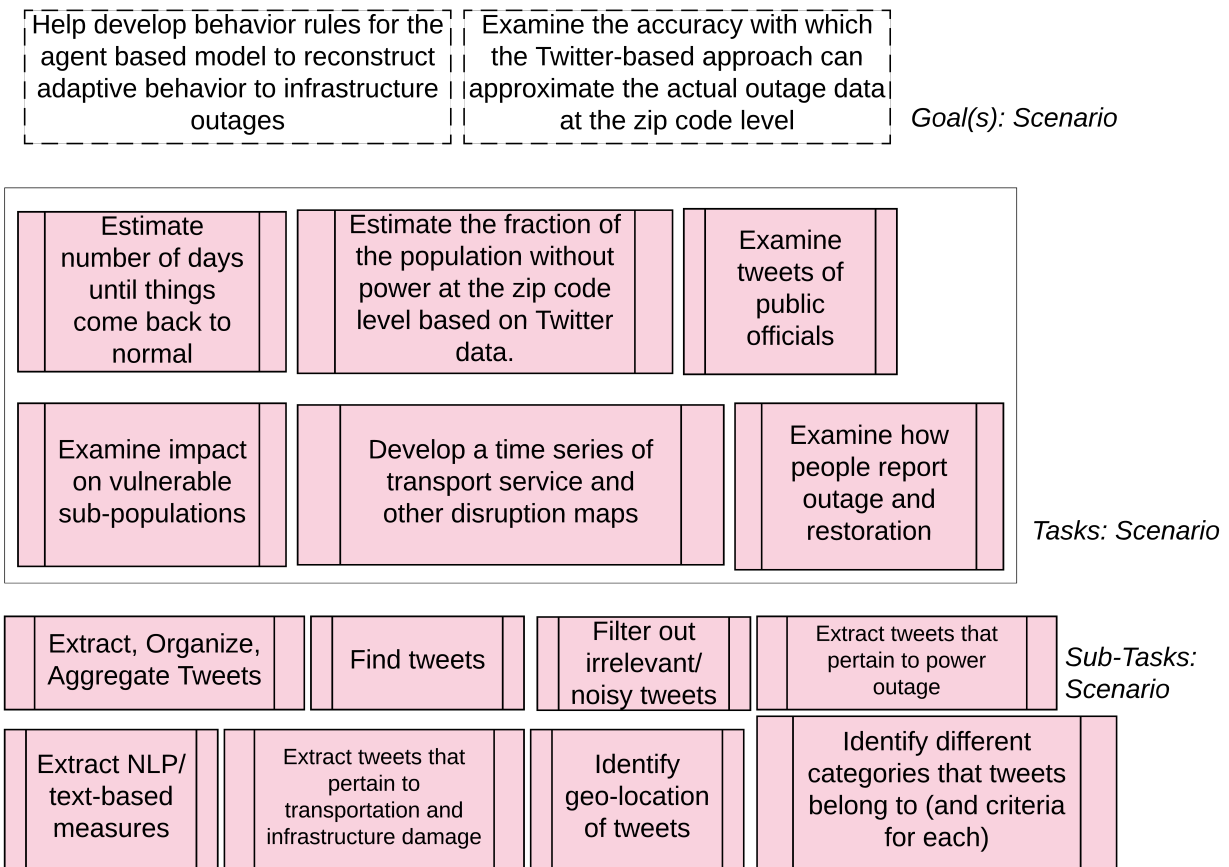 Help develop behavior rules for the
agent based model to reconstruct
adaptive behavior to infrastructure
outages
Examine the accuracy with which
the Twitter-based approach can
approximate the actual outage data
at the zip code level
Goal(s): Scenario
Estimate
number of days
until things
come back to
normal
Estimate the fraction of
the population without
power at the zip code
level based on Twitter
data.
Examine
tweets of
public
officials
Examine impact
on vulnerable
sub-populations
Develop a time series of
transport service and
other disruption maps
Examine how
people report
outage and
restoration
Tasks: Scenario
Extract, Organize,
Aggregate Tweets
Find tweets
Filter out
irrelevant/
noisy tweets
Extract tweets that
pertain to power
outage
Sub-Tasks:
Scenario
Extract NLP/
text-based
measures
Extract tweets that
pertain to
transportation and
infrastructure damage
Identify
geo-location
of tweets
Identify different
categories that tweets
belong to (and criteria
for each)